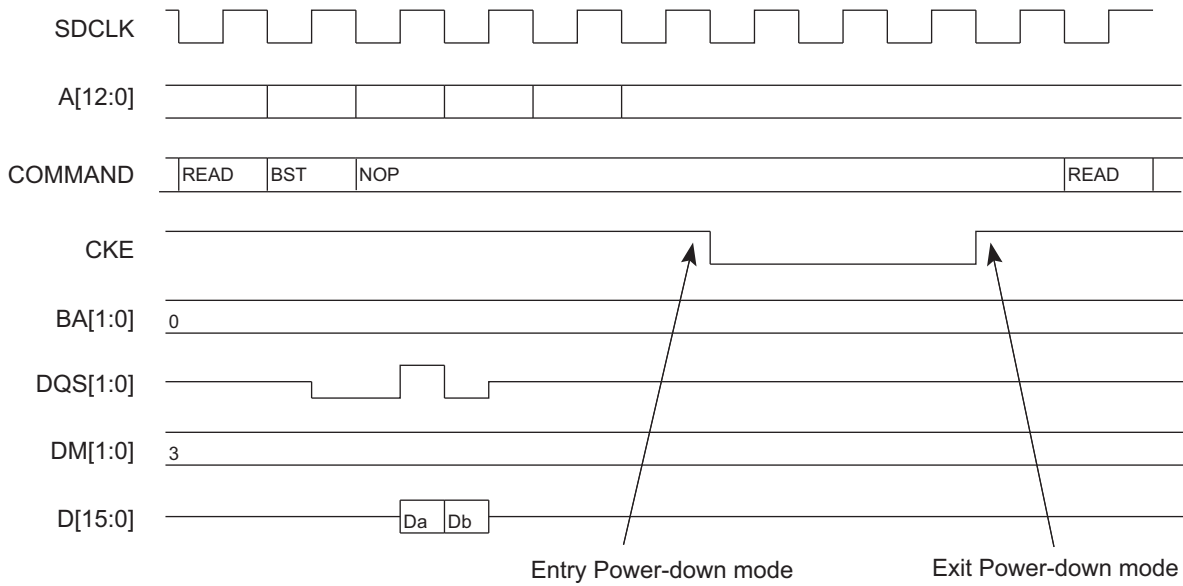 SDCLK
A[12:0]
COMMAND READ BST NOP READ
CKE
BA[1:0] 0
DQS[1:0]
DM[1:0] 3
D[15:0] Da Db
Entry Power-down mode Exit Power-down mode